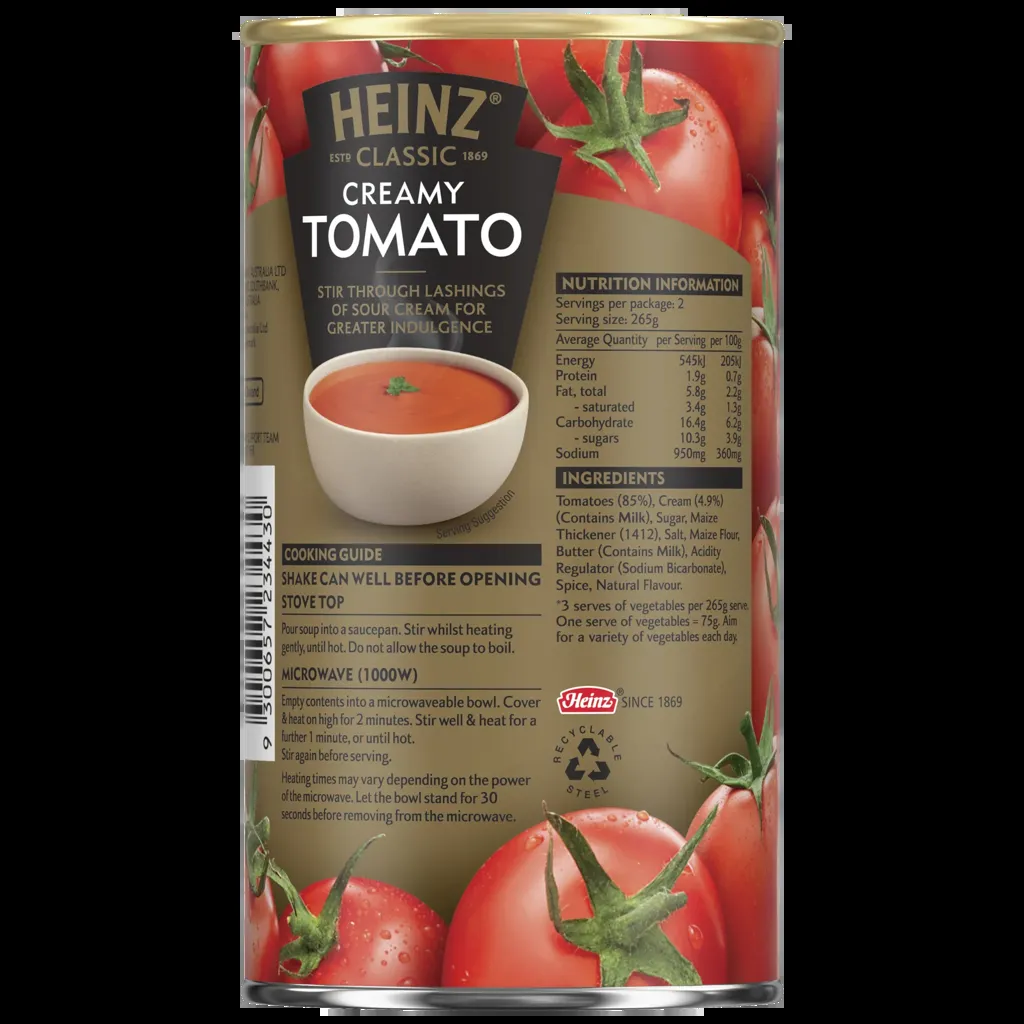 HEINZ®
ESTD CLASSIC 1869
CREAMY
TOMATO
STIR THROUGH LASHINGS
OF SOUR CREAM FOR
GREATER INDULGENCE
AUSTRALIA LTD
SOUTHBANK,
Ltd
TEAM
Serving Suggestion
9 300657 234430
COOKING GUIDE
SHAKE CAN WELL BEFORE OPENING
STOVE TOP
Pour soup into a saucepan. Stir whilst heating
gently, until hot. Do not allow the soup to boil.
MICROWAVE (1000W)
Empty contents into a microwaveable bowl. Cover
& heat on high for 2 minutes. Stir well & heat for a
further 1 minute, or until hot.
Stir again before serving.
Heating times may vary depending on the power
of the microwave. Let the bowl stand for 30
seconds before removing from the microwave.
NUTRITION INFORMATION
Servings per package: 2
Serving size: 265g
Average Quantity per Serving per 100g
Energy 545kJ 205kJ
Protein 1.9g 0.7g
Fat, total 5.8g 2.2g
- saturated 3.4g 1.3g
Carbohydrate 16.4g 6.2g
- sugars 10.3g 3.9g
Sodium 950mg 360mg
INGREDIENTS
Tomatoes (85%), Cream (4.9%)
(Contains Milk), Sugar, Maize
Thickener (1412), Salt, Maize Flour,
Butter (Contains Milk), Acidity
Regulator (Sodium Bicarbonate),
Spice, Natural Flavour.
*3 serves of vegetables per 265g serve.
One serve of vegetables = 75g. Aim
for a variety of vegetables each day.
Heinz® SINCE 1869
RECYCLABLE
STEEL